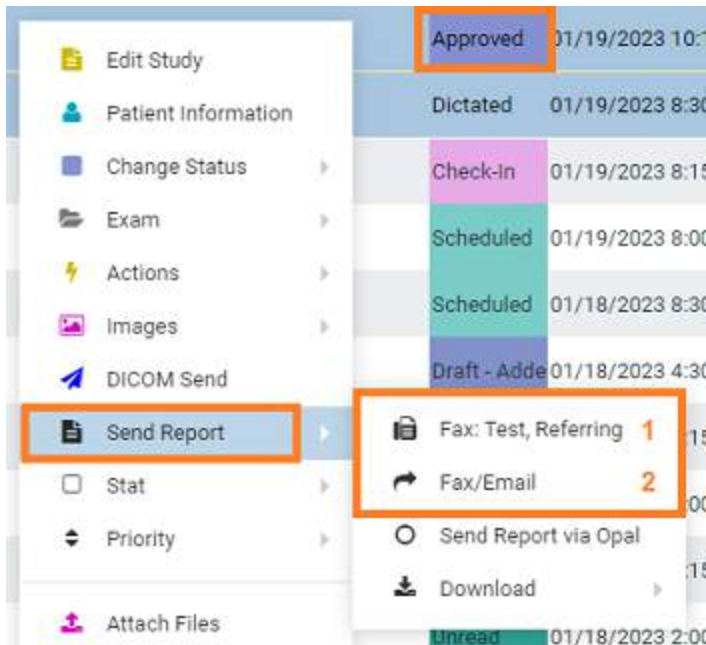 Edit Study
Patient Information
Change Status
Exam
Actions
Images
DICOM Send
Send Report
Stat
Priority
Attach Files
Fax: Test, Referring 1
Fax/Email 2
Send Report via Opal
Download
Approved 01/19/2023 10:
Dictated 01/19/2023 8:30
Check-In 01/19/2023 8:15
Scheduled 01/19/2023 8:00
Scheduled 01/18/2023 8:30
Draft - Adde 01/18/2023 4:30
:15
Unread 01/18/2023 2:00